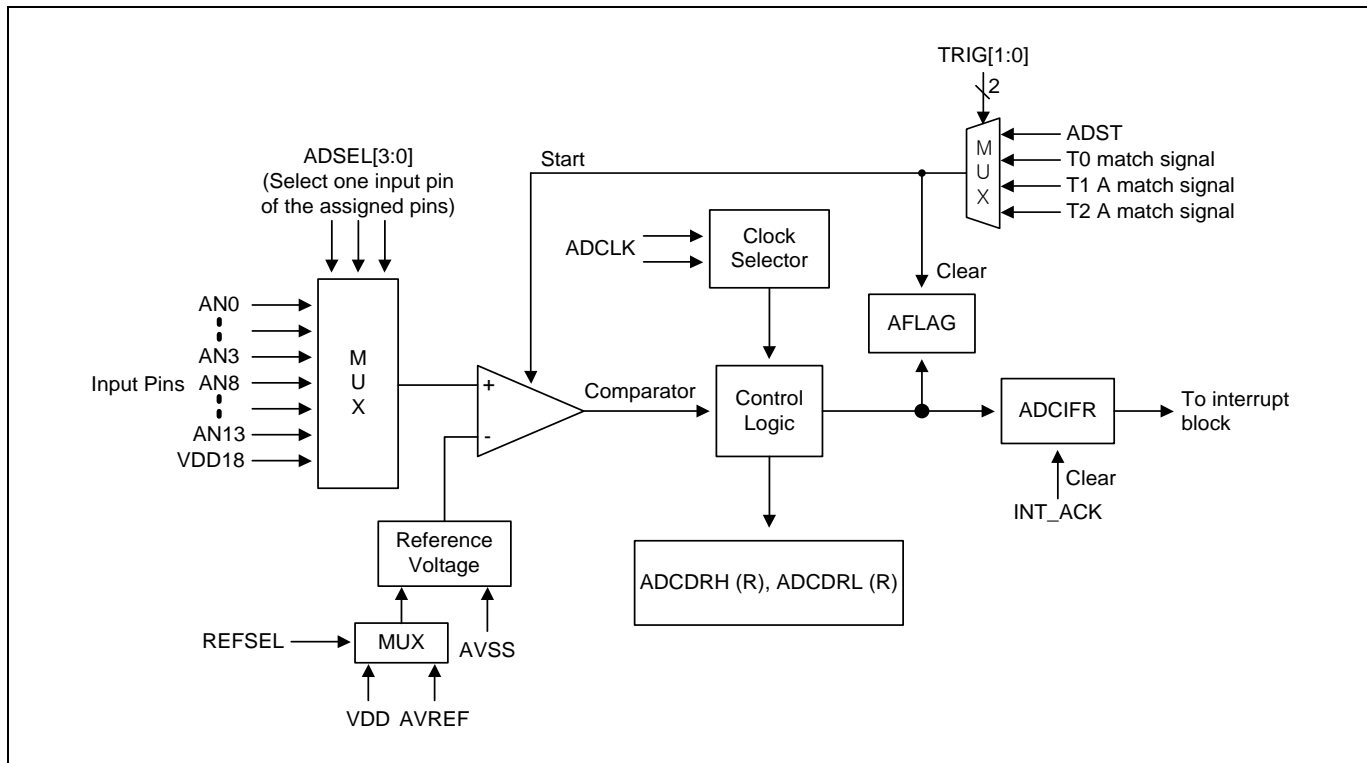 TRIG[1:0]
2
MUX
ADST
T0 match signal
T1 A match signal
T2 A match signal
Start
ADSEL[3:0]
(Select one input pin
of the assigned pins)
ADCLK
Clock
Selector
Clear
AFLAG
Input Pins
AN0
AN3
AN8
AN13
VDD18
MUX
+
-
Comparator
Control
Logic
ADCIFR
To interrupt
block
Clear
INT_ACK
Reference
Voltage
ADCDRH (R), ADCDRL (R)
REFSEL
MUX
AVSS
VDD
AVREF